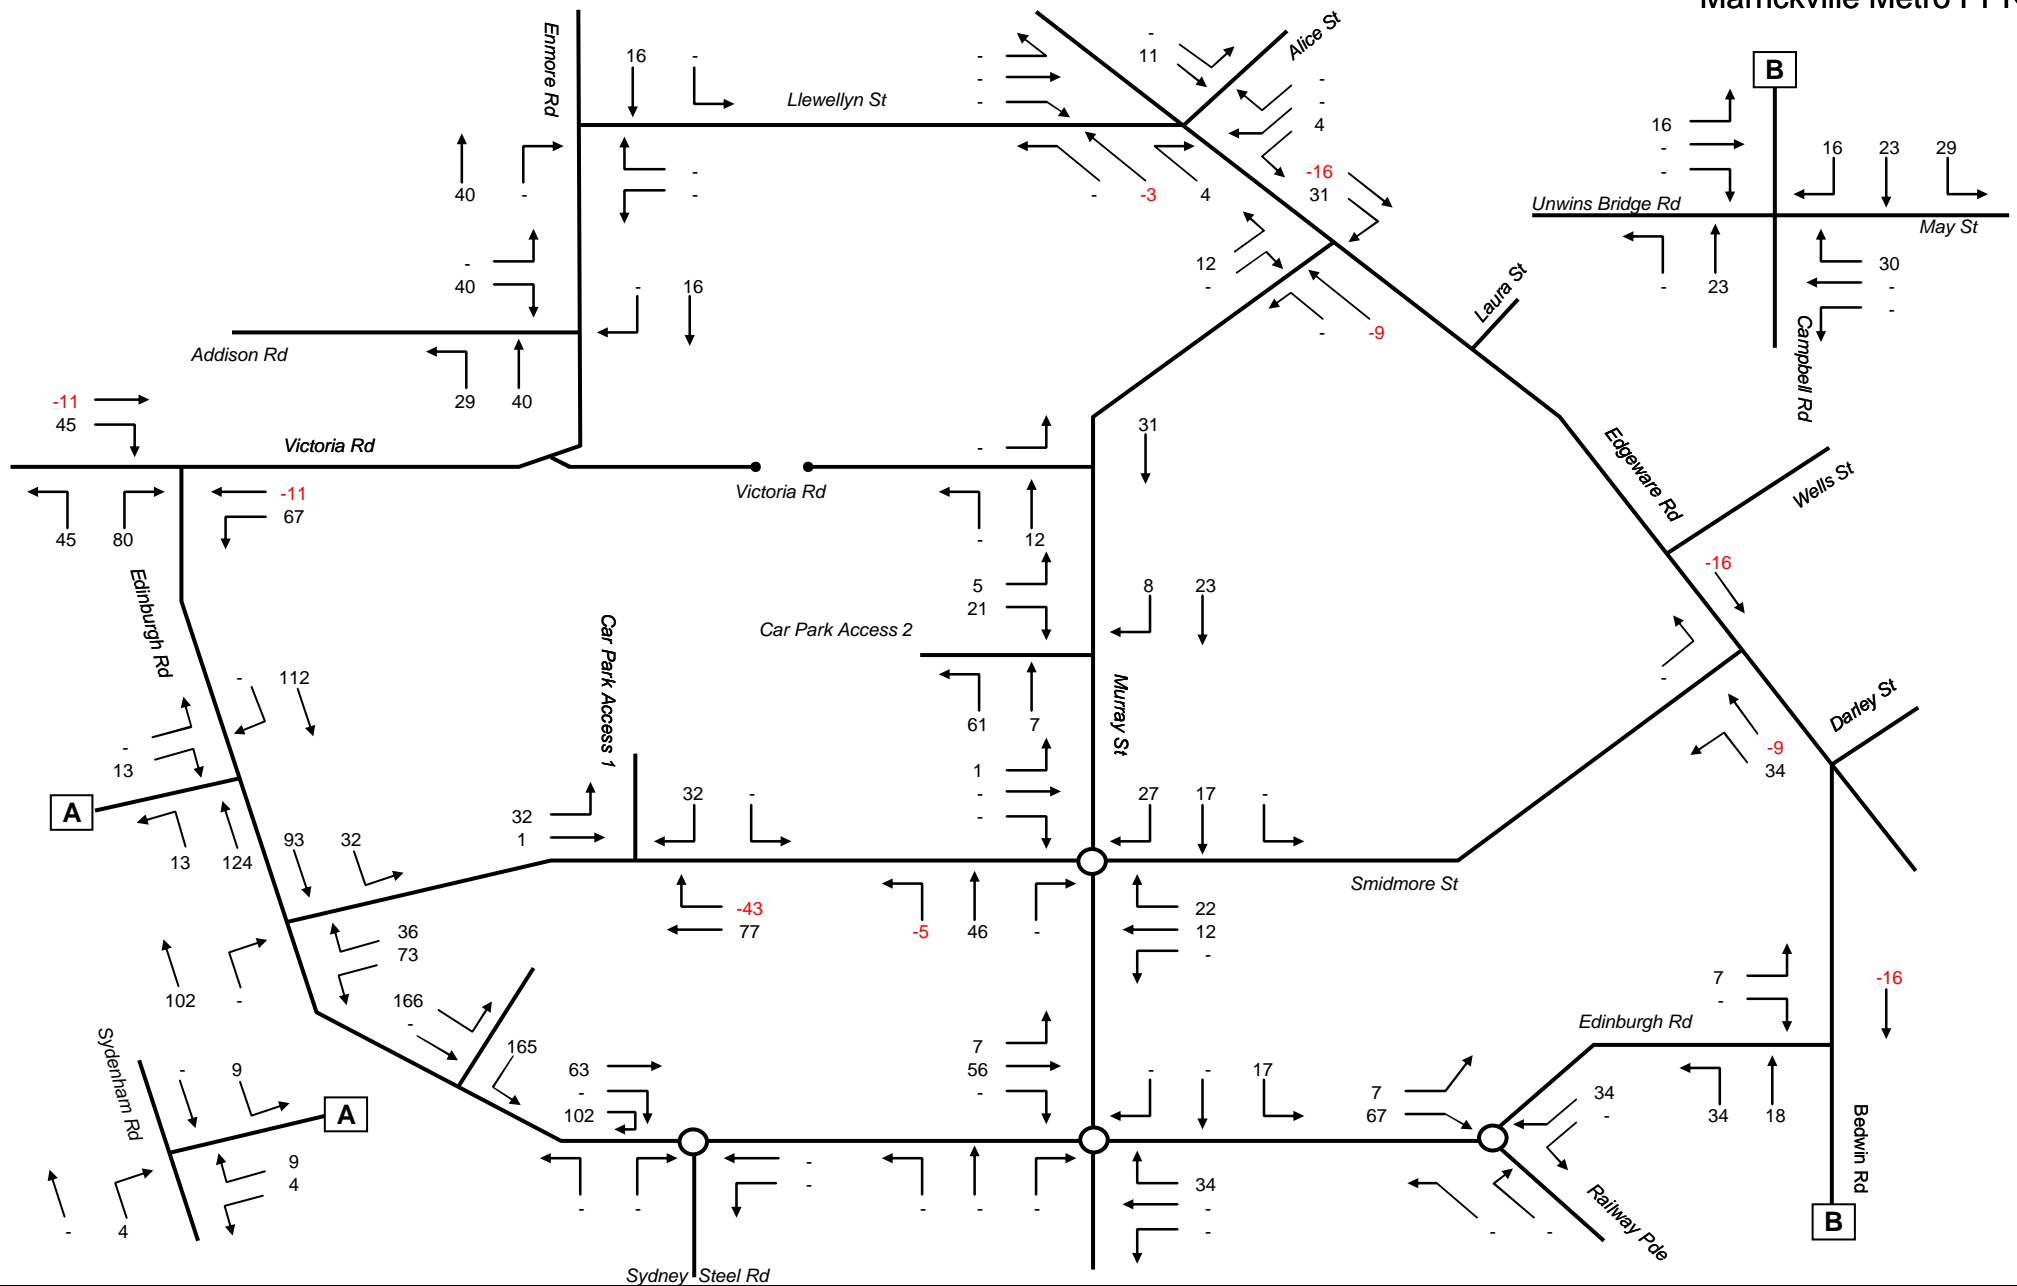 Marrickville Metro PT R
Enmore Rd
16 -
Llewellyn St
-
-
-
-
11
Alice St
-
-
4
B
16
-
-
16 23 29
Unwins Bridge Rd
May St
- 23
30
-
-
Campbell Rd
40 -
-
-
- -3 4
-16
31
-
40
- 16
12
-
- -9
Laura St
Addison Rd
29 40
-11
45
Victoria Rd
45 80
-11
67
Victoria Rd
-
31
- 12
Edgeware Rd
Wells St
Edinburgh Rd
5
21
8 23
Car Park Access 2
61 7
Murray St
Car Park Access 1
-16
-
-9
34
Darley St
- 112
-
13
A
13 124
93 32
32
1
32 -
1
-
-
27 17 -
Smidmore St
-43
77
-5 46 -
22
12
-
36
73
102 -
166
-
165
63
-
102
7
56
-
- - 17
7
67
34
-
Edinburgh Rd
7
-
-16
34 18
Bedwin Rd
B
Sydenham Rd
- 9
A
9
4
- 4
- -
-
-
- - -
34
-
-
- -
Railway Pde
Sydney Steel Rd